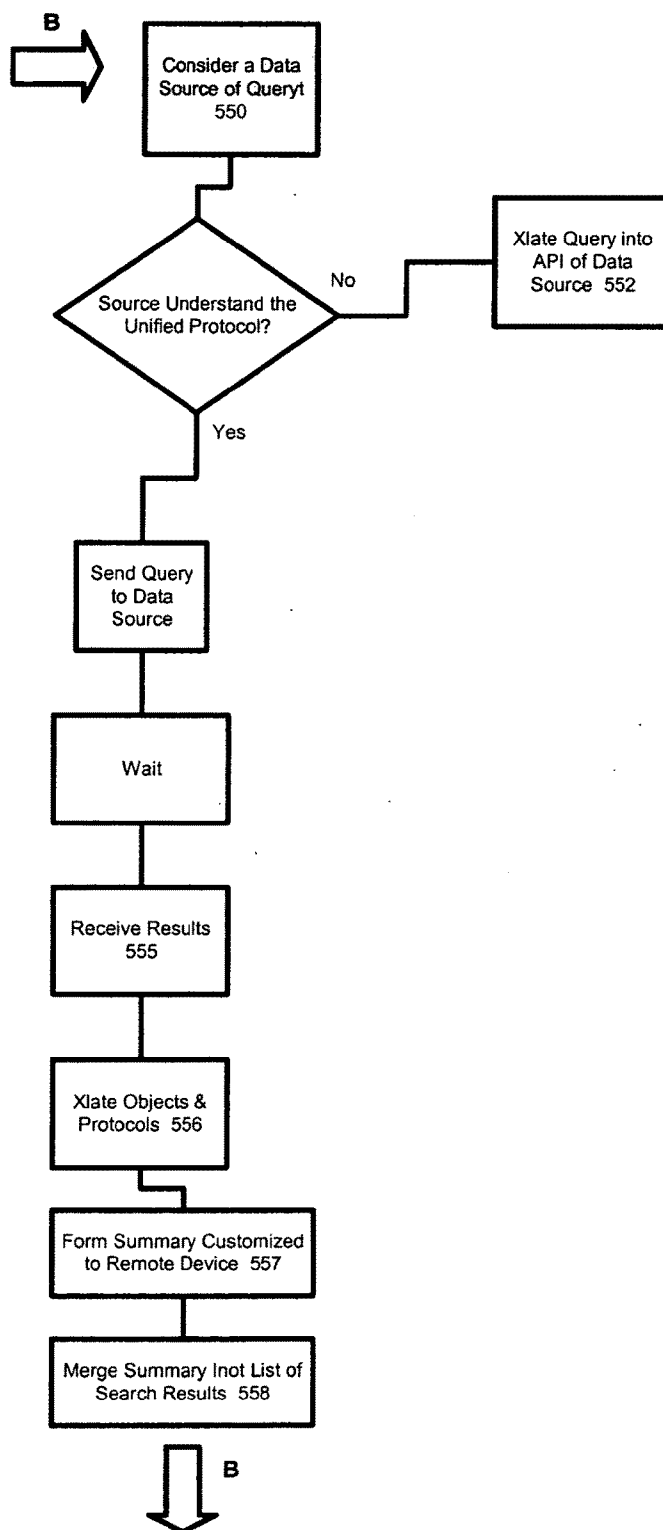 B
Consider a Data
Source of Queryt
550
Source Understand the
Unified Protocol?
No
Xlate Query into
API of Data
Source 552
Yes
Send Query
to Data
Source
Wait
Receive Results
555
Xlate Objects &
Protocols 556
Form Summary Customized
to Remote Device 557
Merge Summary Inot List of
Search Results 558
B